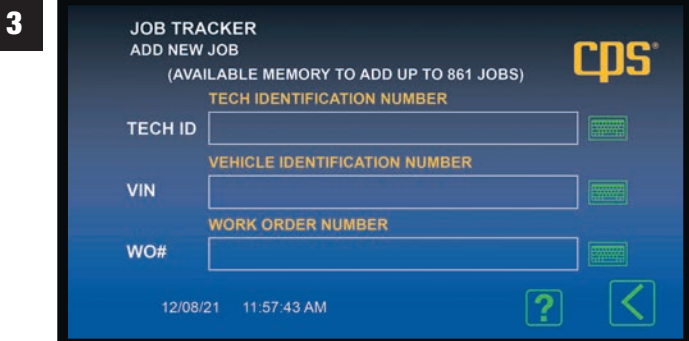 3
JOB TRACKER
ADD NEW JOB
(AVAILABLE MEMORY TO ADD UP TO 861 JOBS)
cps®
TECH IDENTIFICATION NUMBER
TECH ID
VEHICLE IDENTIFICATION NUMBER
VIN
WORK ORDER NUMBER
WO#
12/08/21 11:57:43 AM
?